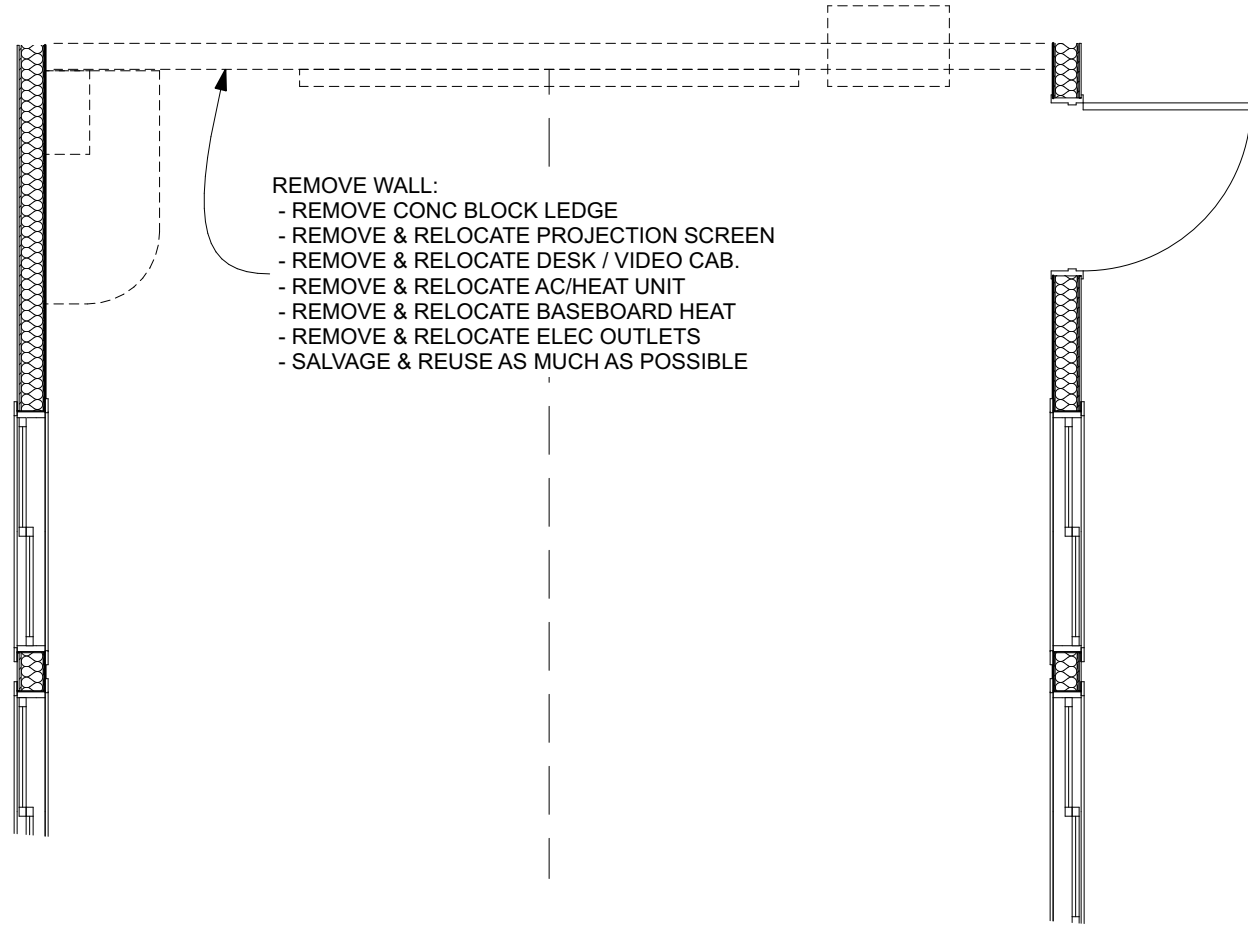 REMOVE WALL:
- REMOVE CONC BLOCK LEDGE
- REMOVE & RELOCATE PROJECTION SCREEN
- REMOVE & RELOCATE DESK / VIDEO CAB.
- REMOVE & RELOCATE AC/HEAT UNIT
- REMOVE & RELOCATE BASEBOARD HEAT
- REMOVE & RELOCATE ELEC OUTLETS
- SALVAGE & REUSE AS MUCH AS POSSIBLE